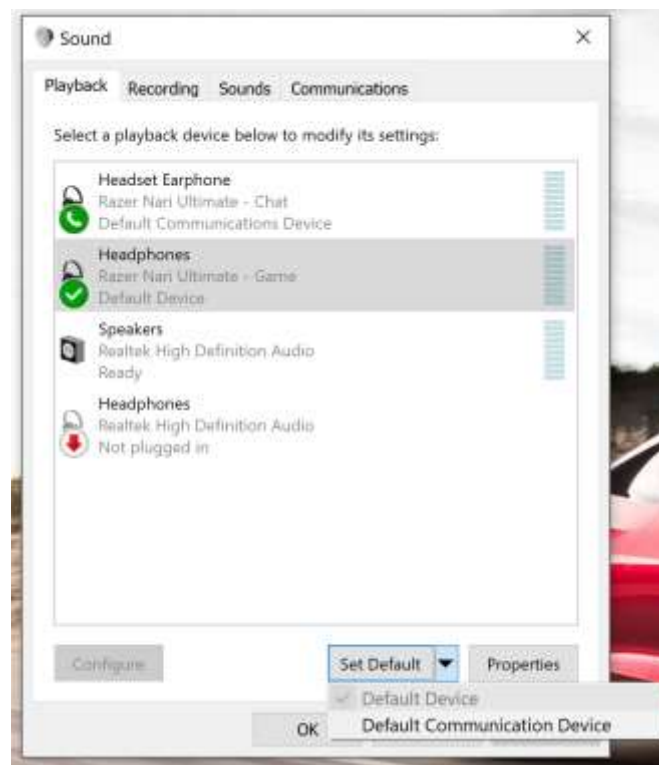 Sound
Playback Recording Sounds Communications
Select a playback device below to modify its settings:
Headset Earphone
Razer Nari Ultimate - Chat
Default Communications Device
Headphones
Razer Nari Ultimate - Game
Default Device
Speakers
Realtek High Definition Audio
Ready
Headphones
Realtek High Definition Audio
Not plugged in
Configure Set Default Properties
Default Device
OK Default Communication Device